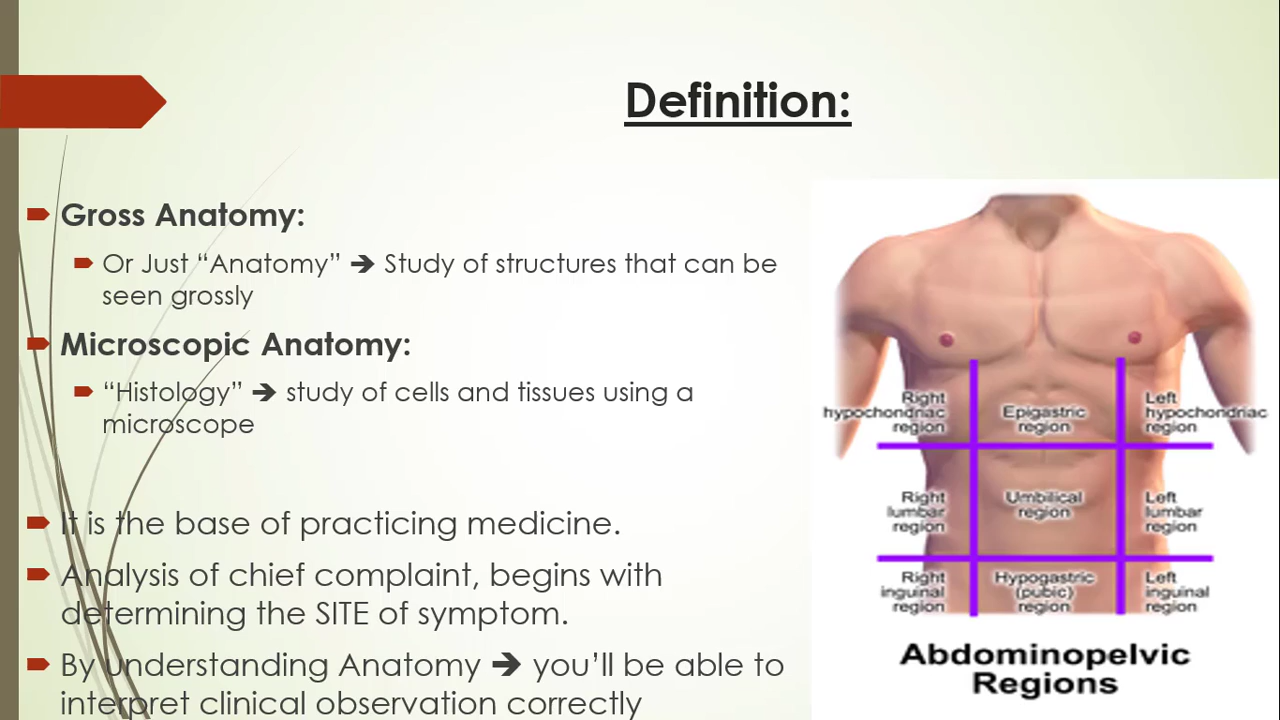 Definition:
Gross Anatomy:
Or Just “Anatomy” ➔ Study of structures that can be
seen grossly
Microscopic Anatomy:
“Histology” ➔ study of cells and tissues using a
microscope
It is the base of practicing medicine.
Analysis of chief complaint, begins with
determining the SITE of symptom.
By understanding Anatomy ➔ you’ll be able to
interpret clinical observation correctly
Right
hypochondriac
region
Epigastric
region
Left
hypochondriac
region
Right
lumbar
region
Umbilical
region
Left
lumbar
region
Right
inguinal
region
Hypogastric
(pubic)
region
Left
inguinal
region
Abdominopelvic
Regions